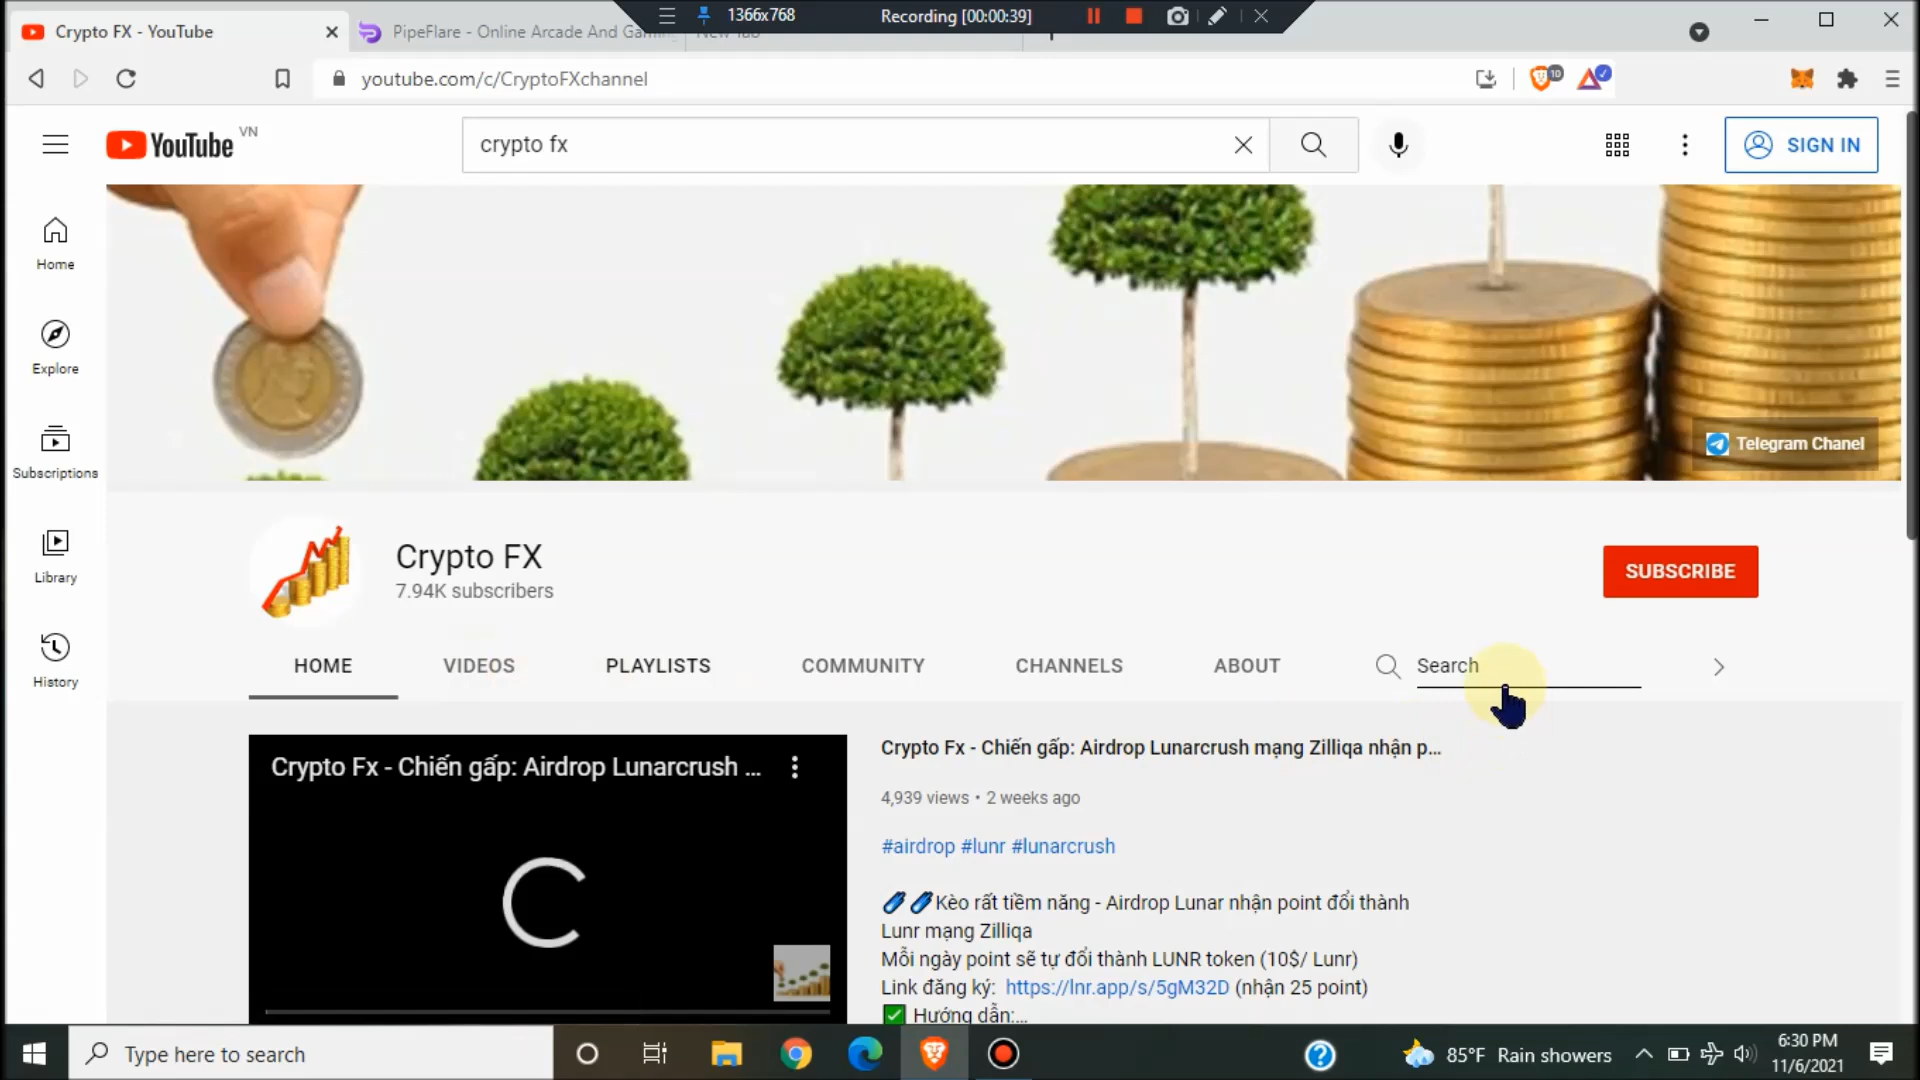 1366x768
Recording [00:00:39]
Crypto FX - YouTube
PipeFlare - Online Arcade And Gamin
New Tab
youtube.com/c/CryptoFXchannel
10
YouTube VN
crypto fx
SIGN IN
Home
Explore
Subscriptions
Library
History
Telegram Chanel
Crypto FX
7.94K subscribers
SUBSCRIBE
HOME VIDEOS PLAYLISTS COMMUNITY CHANNELS ABOUT Search
Crypto Fx - Chiến gấp: Airdrop Lunarcrush ...
Crypto Fx - Chiến gấp: Airdrop Lunarcrush mạng Zilliqa nhận p...
4,939 views • 2 weeks ago
#airdrop #lunr #lunarcrush
Kèo rất tiềm năng - Airdrop Lunar nhận point đổi thành
Lunr mạng Zilliqa
Mỗi ngày point sẽ tự đổi thành LUNR token (10$/ Lunr)
Link đăng ký: https://lnr.app/s/5gM32D (nhận 25 point)
✅ Hướng dẫn:...
Type here to search
85°F Rain showers
6:30 PM
11/6/2021